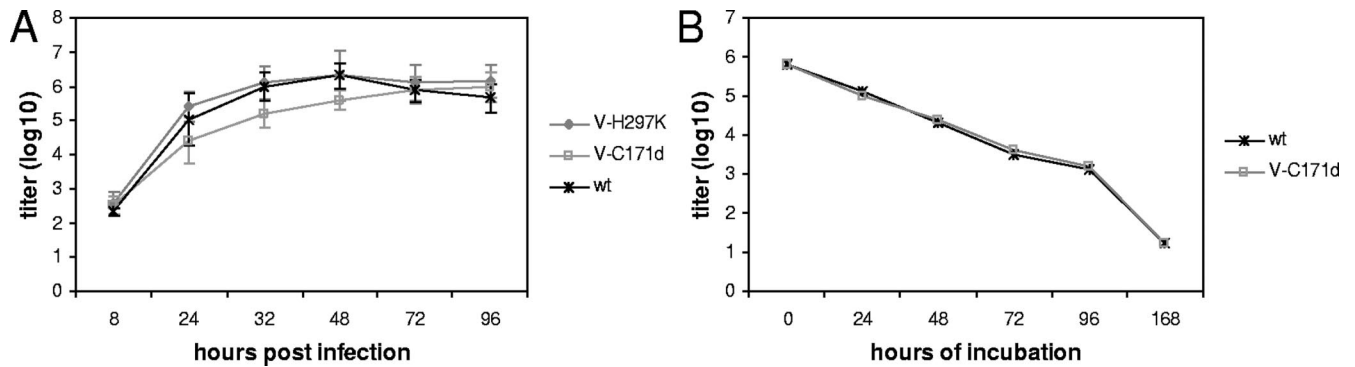 A
titer (log10)
8
7
6
5
4
3
2
1
0
8 24 32 48 72 96
hours post infection
V-H297K
V-C171d
wt
B
titer (log10)
7
6
5
4
3
2
1
0
0 24 48 72 96 168
hours of incubation
wt
V-C171d